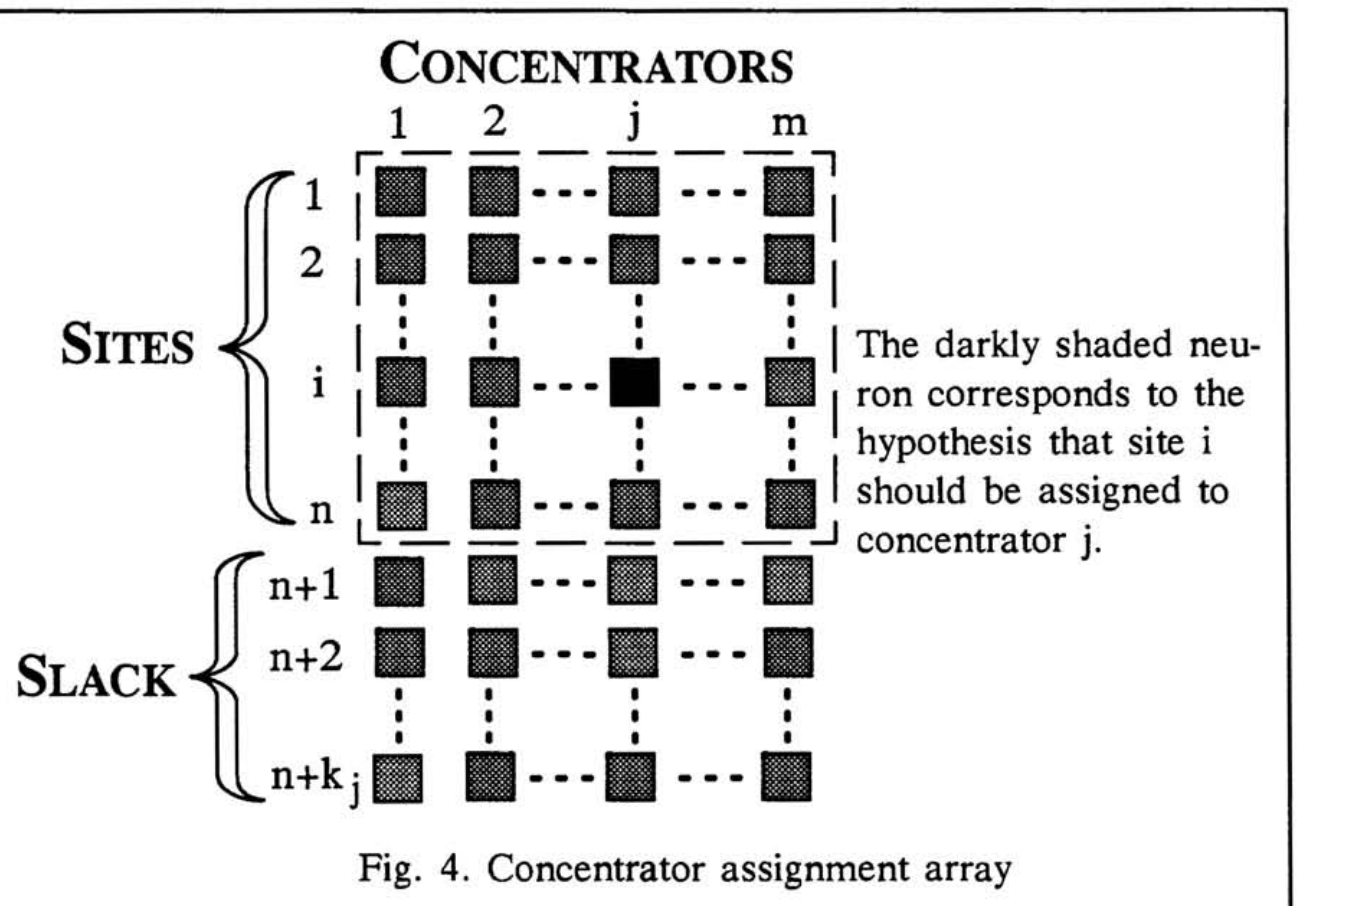 CONCENTRATORS
1 2 j m
1
2
SITES
i
n
The darkly shaded neu-
ron corresponds to the
hypothesis that site i
should be assigned to
concentrator j.
n+1
n+2
SLACK
n+kj
Fig. 4. Concentrator assignment array